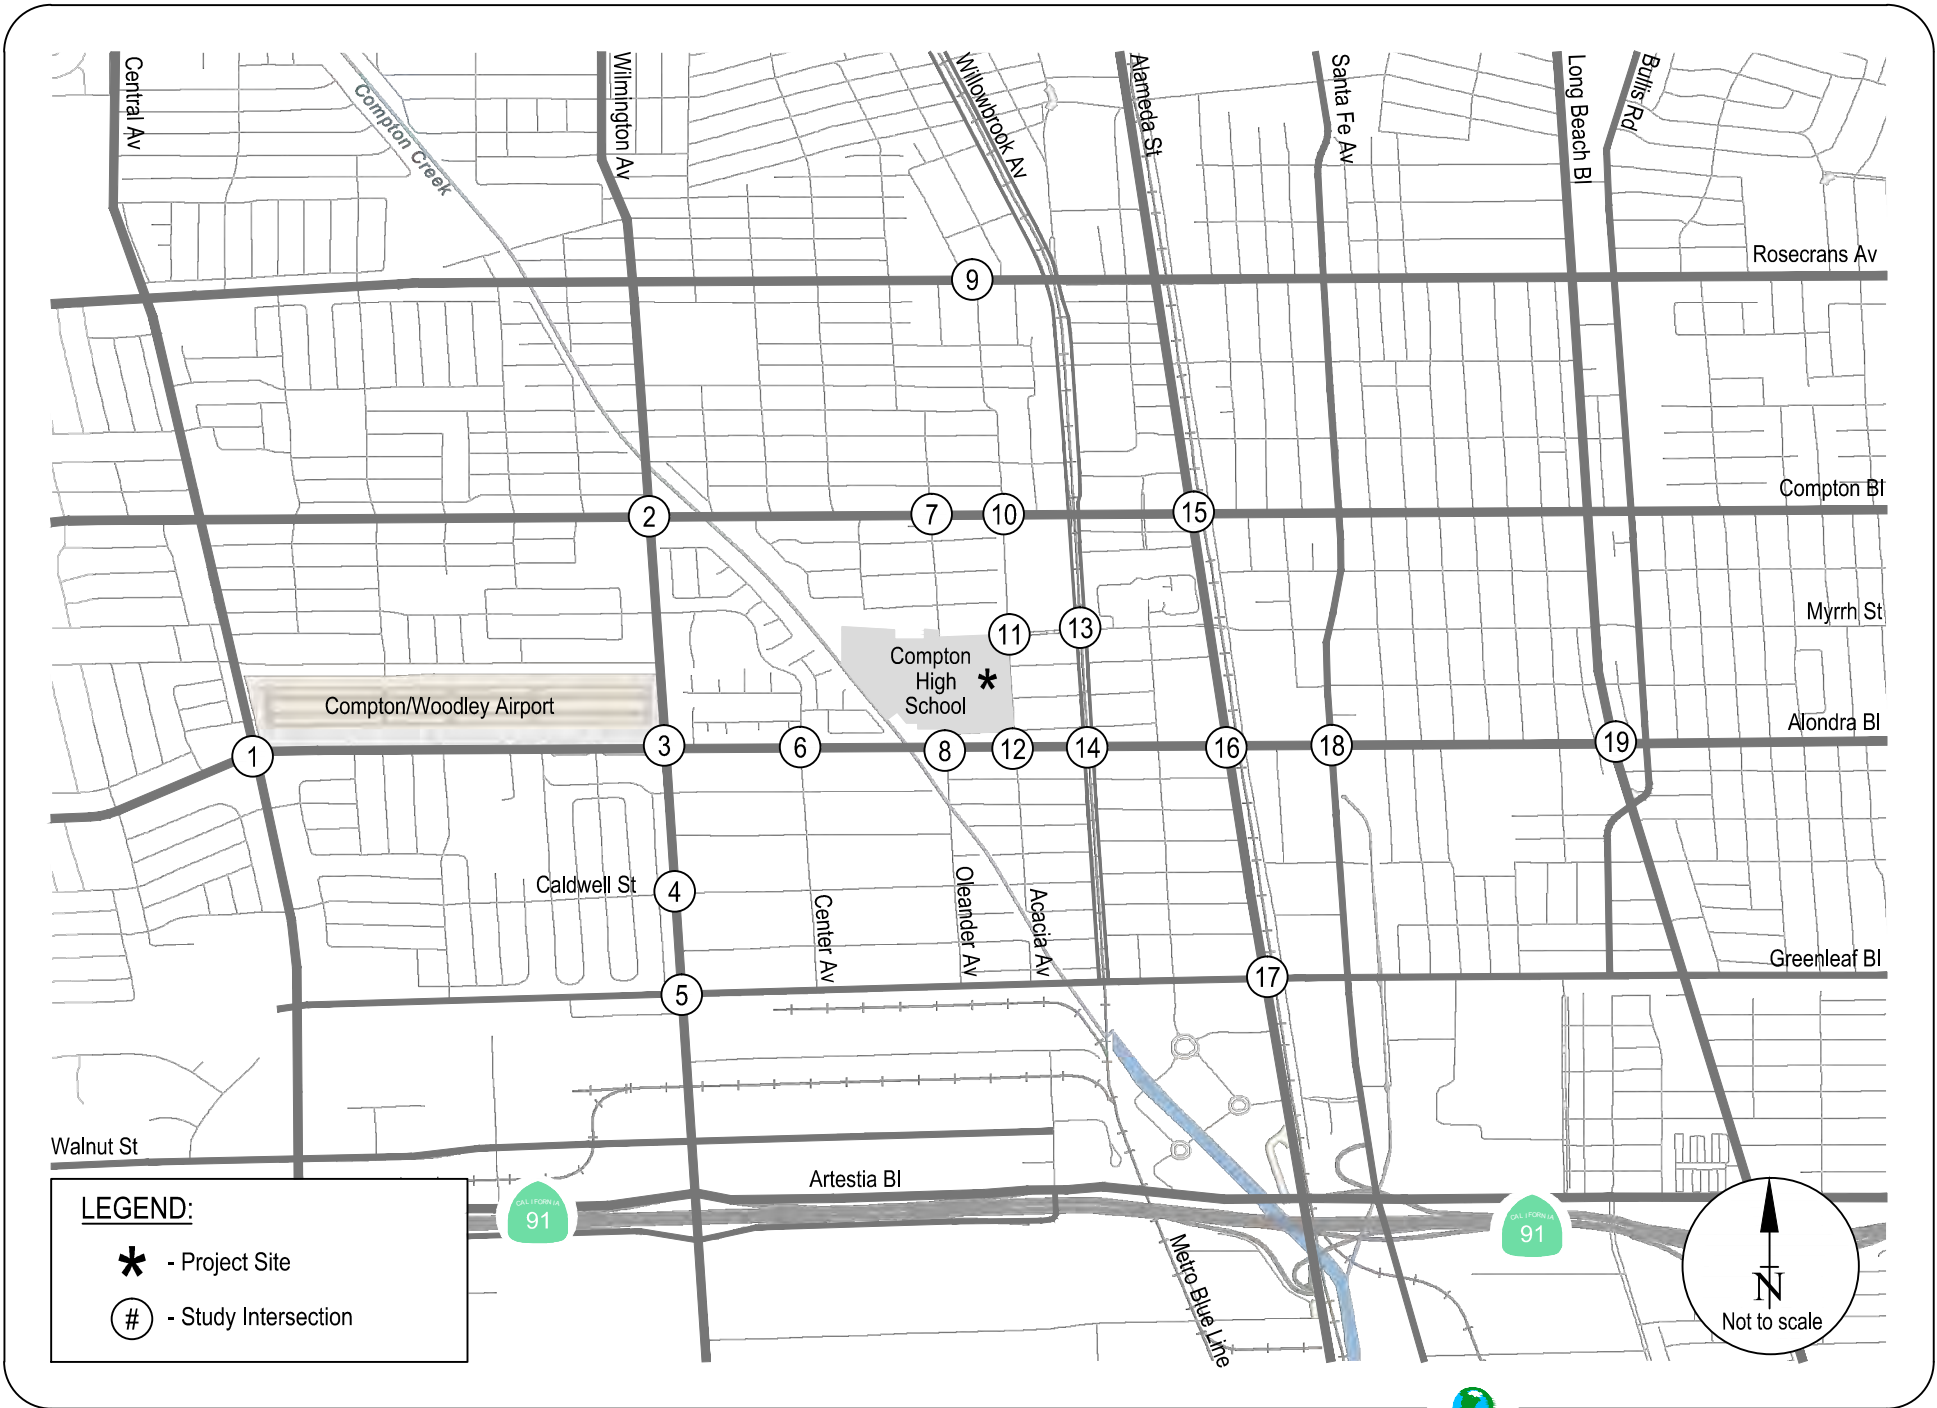 Central Av
Compton Creek
Wilmington Av
Willowbrook Av
Alameda St
Santa Fe Av
Long Beach Bl
Bullis Rd
Rosecrans Av
9
Compton Bl
2
7
10
15
Myrrh St
11
13
Compton
High
School
*
Compton/Woodley Airport
Alondra Bl
1
3
6
8
12
14
16
18
19
Caldwell St
4
Center Av
Oleander Av
Acacia Av
Greenleaf Bl
5
17
Walnut St
Artestia Bl
CALIFORNIA
91
CALIFORNIA
91
Metro Blue Line
LEGEND:
* - Project Site
# - Study Intersection
N
Not to scale